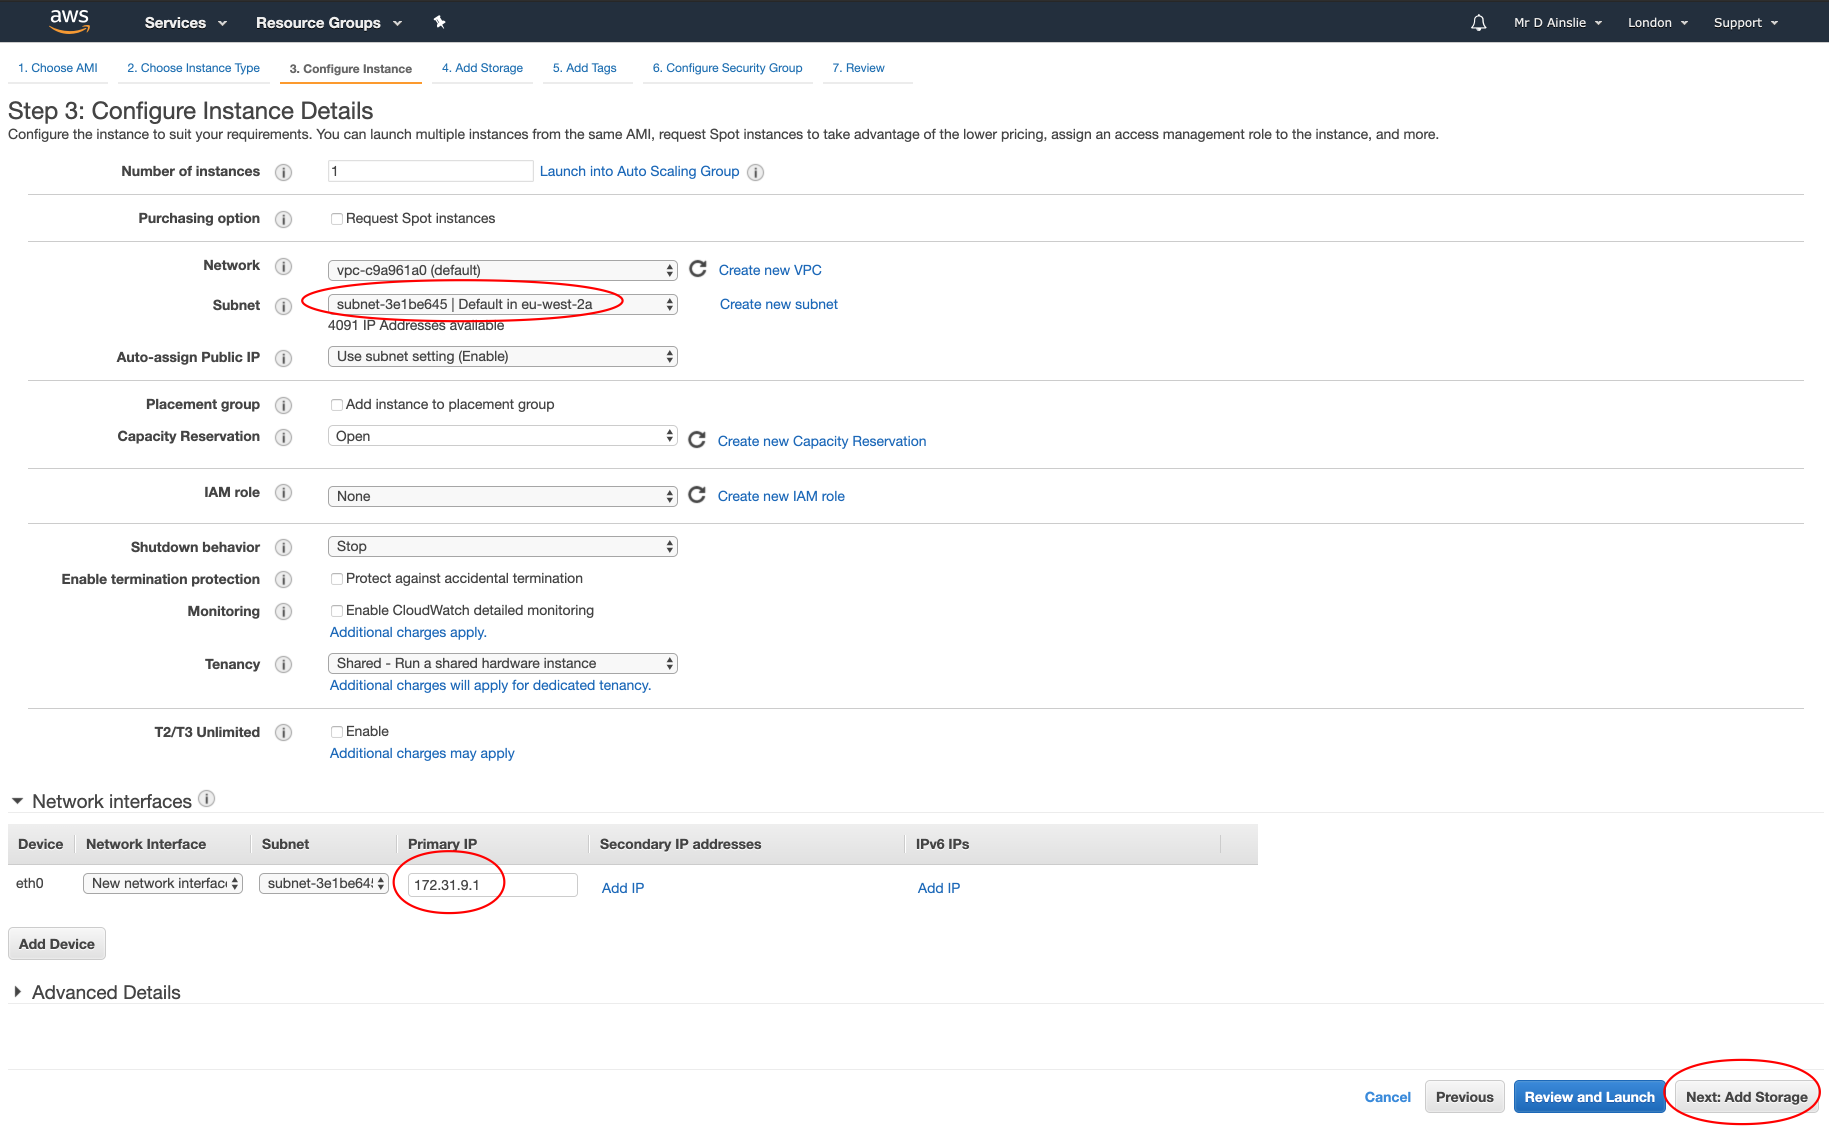 aws Services Resource Groups Mr D Ainslie London Support
1. Choose AMI 2. Choose Instance Type 3. Configure Instance 4. Add Storage 5. Add Tags 6. Configure Security Group 7. Review
Step 3: Configure Instance Details
Configure the instance to suit your requirements. You can launch multiple instances from the same AMI, request Spot instances to take advantage of the lower pricing, assign an access management role to the instance, and more.
Number of instances i 1 Launch into Auto Scaling Group i
Purchasing option i Request Spot instances
Network i vpc-c9a961a0 (default) Create new VPC
Subnet i subnet-3e1be645 | Default in eu-west-2a Create new subnet
4091 IP Addresses available
Auto-assign Public IP i Use subnet setting (Enable)
Placement group i Add instance to placement group
Capacity Reservation i Open Create new Capacity Reservation
IAM role i None Create new IAM role
Shutdown behavior i Stop
Enable termination protection i Protect against accidental termination
Monitoring i Enable CloudWatch detailed monitoring
Additional charges apply.
Tenancy i Shared - Run a shared hardware instance
Additional charges will apply for dedicated tenancy.
T2/T3 Unlimited i Enable
Additional charges may apply
Network interfaces i
Device Network Interface Subnet Primary IP Secondary IP addresses IPv6 IPs
eth0 New network interfac subnet-3e1be64 172.31.9.1 Add IP Add IP
Add Device
Advanced Details
Cancel Previous Review and Launch Next: Add Storage